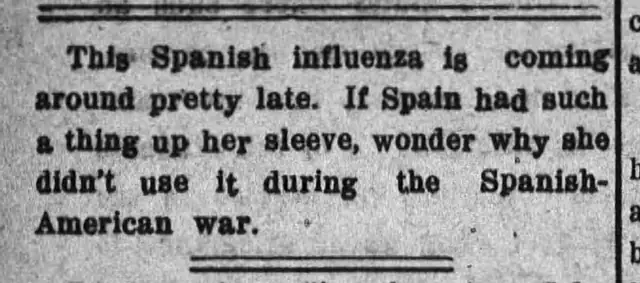 This Spanish influenza is coming
around pretty late. If Spain had such
a thing up her sleeve, wonder why she
didn't use it during the Spanish-
American war.